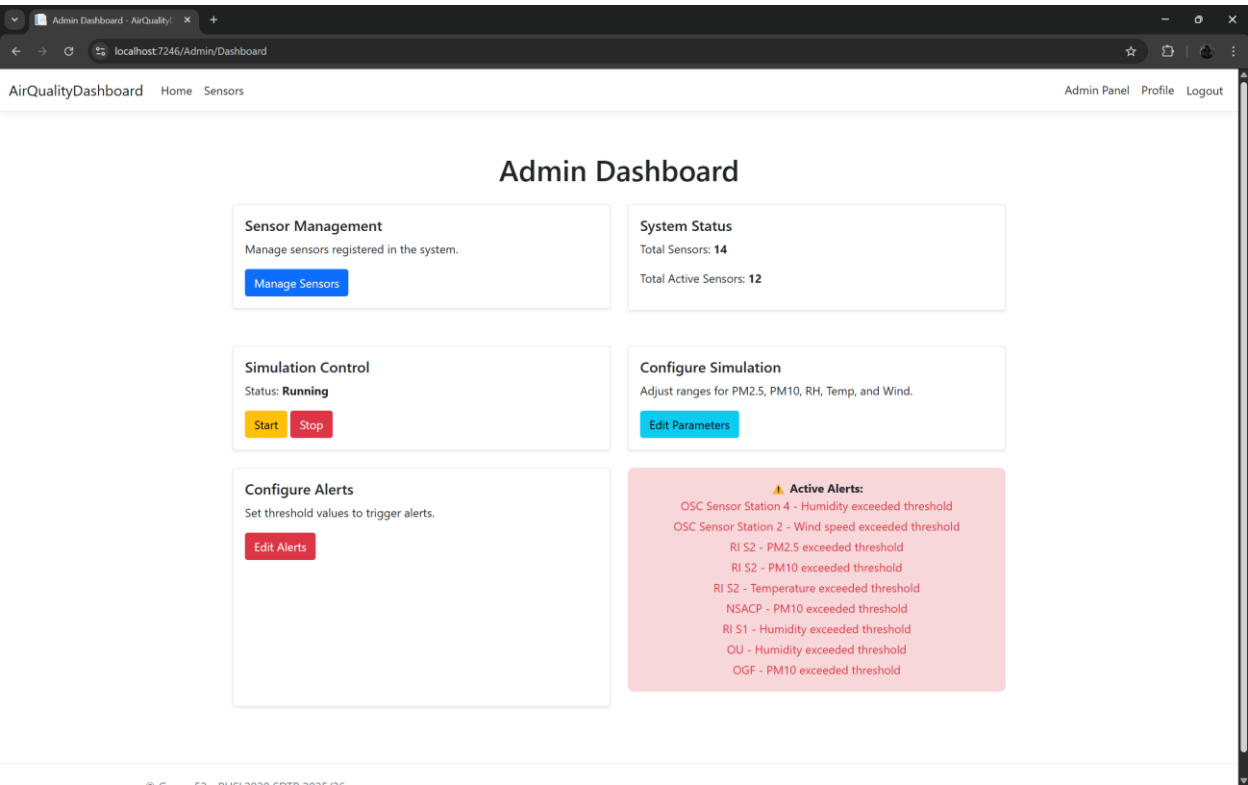 Admin Dashboard - AirQualityD
localhost:7246/Admin/Dashboard
AirQualityDashboard Home Sensors Admin Panel Profile Logout
Admin Dashboard
Sensor Management
Manage sensors registered in the system.
Manage Sensors
System Status
Total Sensors: 14
Total Active Sensors: 12
Simulation Control
Status: Running
Start Stop
Configure Simulation
Adjust ranges for PM2.5, PM10, RH, Temp, and Wind.
Edit Parameters
Configure Alerts
Set threshold values to trigger alerts.
Edit Alerts
Active Alerts:
OSC Sensor Station 4 - Humidity exceeded threshold
OSC Sensor Station 2 - Wind speed exceeded threshold
RI S2 - PM2.5 exceeded threshold
RI S2 - PM10 exceeded threshold
RI S2 - Temperature exceeded threshold
NSACP - PM10 exceeded threshold
RI S1 - Humidity exceeded threshold
OU - Humidity exceeded threshold
OGF - PM10 exceeded threshold